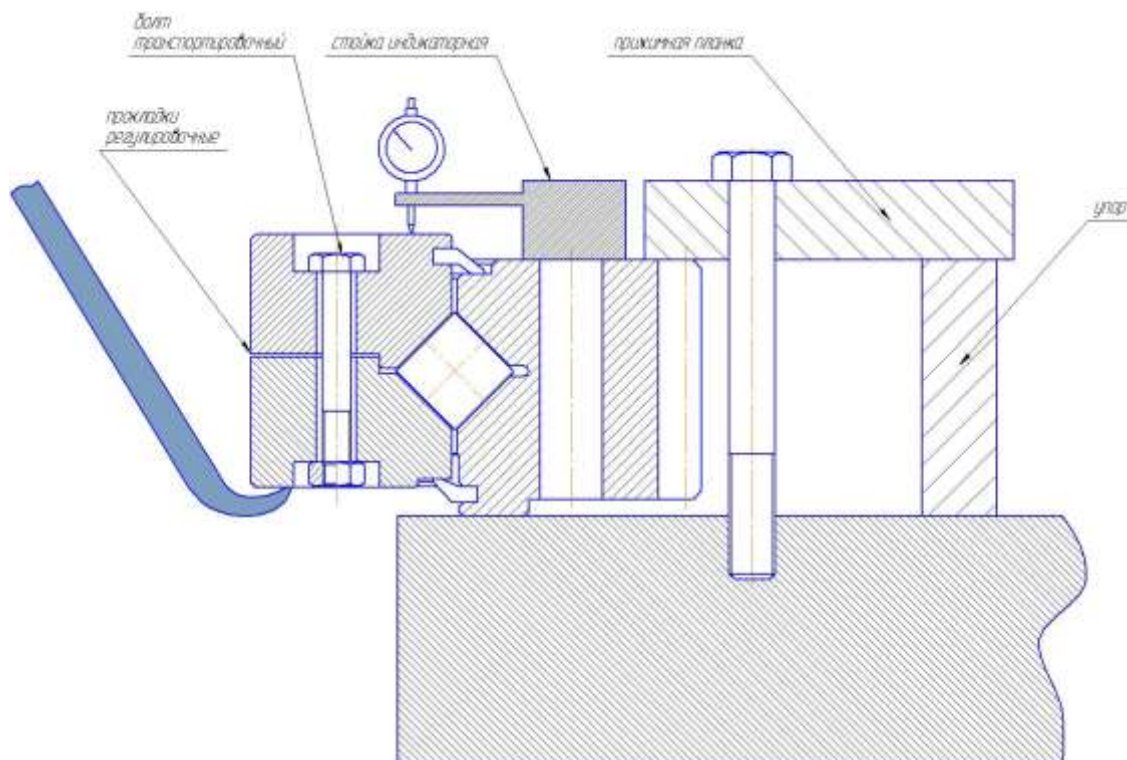 болт
транспортировочный
стойка индикаторная
прижимная планка
прокладки
регулировочные
упор